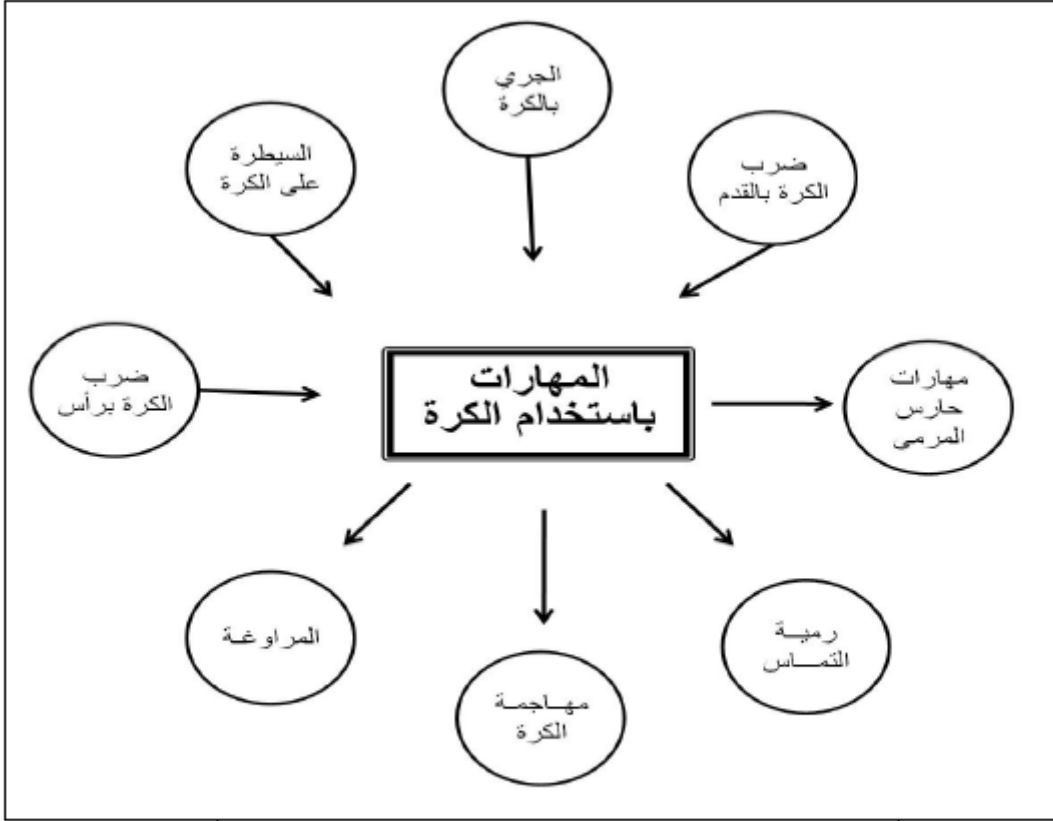 الجري
بالكرة
السيطرة
على الكرة
ضرب
الكرة بالقدم
ضرب
الكرة برأس
المهارات
باستخدام الكرة
مهارات
حارس
المرمى
المراوغة
رمية
التماس
مهاجمة
الكرة